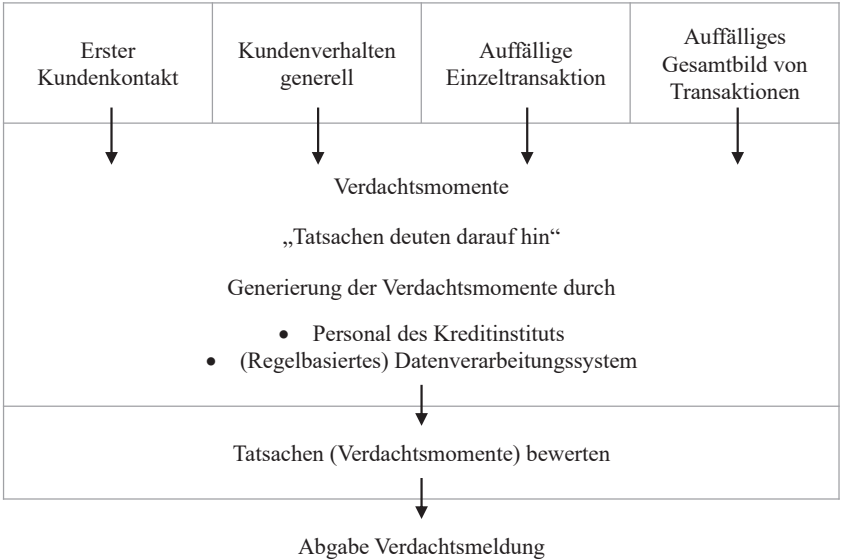 Erster
Kundenkontakt
Kundenverhalten
generell
Auffällige
Einzeltransaktion
Auffälliges
Gesamtbild von
Transaktionen
Verdachtsmomente
„Tatsachen deuten darauf hin“
Generierung der Verdachtsmomente durch
• Personal des Kreditinstituts
• (Regelbasiertes) Datenverarbeitungssystem
Tatsachen (Verdachtsmomente) bewerten
Abgabe Verdachtsmeldung